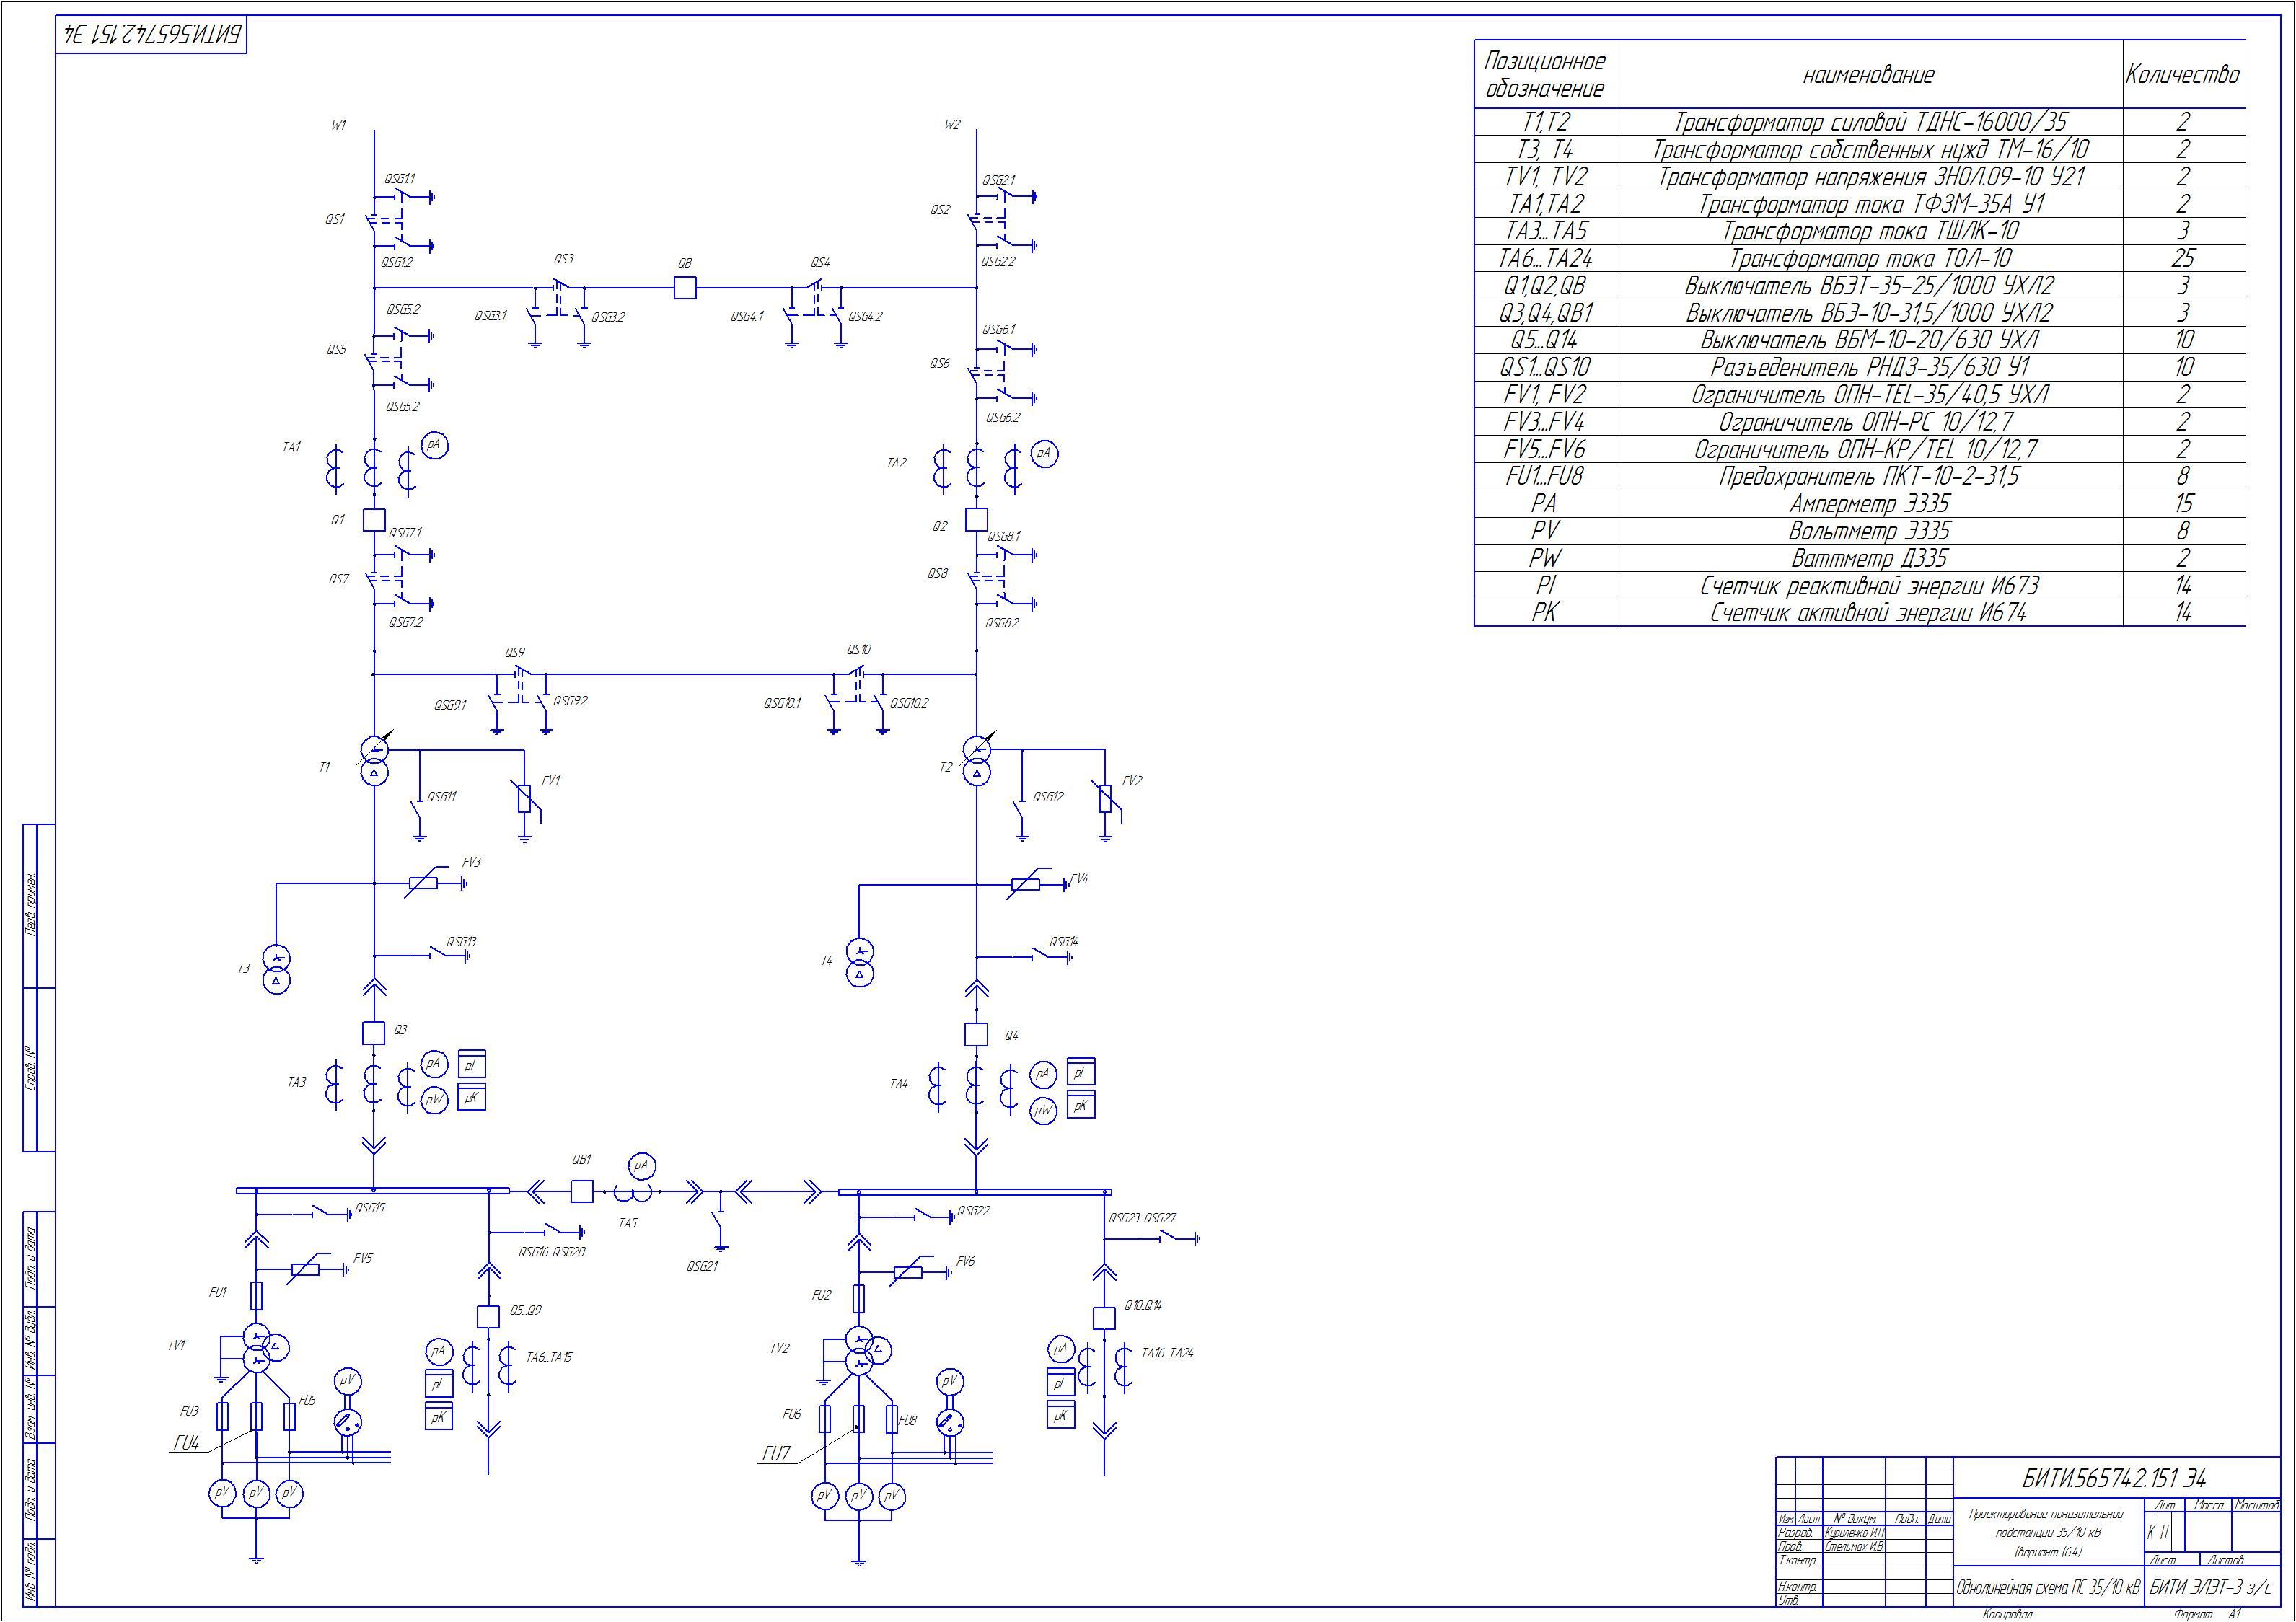 БИТИ.565742.151 Э4
Позиционное обозначение наименование Количество
Т1,Т2 Трансформатор силовой ТДНС-16000/35 2
Т3, Т4 Трансформатор собственных нужд ТМ-16/10 2
TV1, TV2 Трансформатор напряжения ЗНОЛ.09-10 У21 2
ТА1,ТА2 Трансформатор тока ТФЗМ-35А У1 2
ТА3...ТА5 Трансформатор тока ТШЛК-10 3
ТА6...ТА24 Трансформатор тока ТОЛ-10 25
Q1,Q2,QB Выключатель ВБЭТ-35-25/1000 УХЛ2 3
Q3,Q4,QB1 Выключатель ВБЭ-10-31,5/1000 УХЛ2 3
Q5...Q14 Выключатель ВБМ-10-20/630 УХЛ 10
QS1...QS10 Разъеденитель РНДЗ-35/630 У1 10
FV1, FV2 Ограничитель ОПН-TEL-35/40,5 УХЛ 2
FV3...FV4 Ограничитель ОПН-РС 10/12,7 2
FV5...FV6 Ограничитель ОПН-КР/TEL 10/12,7 2
FU1...FU8 Предохранитель ПКТ-10-2-31,5 8
PA Амперметр Э335 15
PV Вольтметр Э335 8
PW Ваттметр Д335 2
PI Счетчик реактивной энергии И673 14
PK Счетчик активной энергии И674 14
W1 W2
QSG1.1 QSG2.1
QS1 QS2
QSG1.2 QS3 QB QS4 QSG2.2
QSG5.2 QSG3.1 QSG3.2 QSG4.1 QSG4.2 QSG6.1
QS5 QS6
QSG5.2 QSG6.2
TA1 pA TA2 pA
Q1 QSG7.1 Q2 QSG8.1
QS7 QS8
QSG7.2 QSG8.2
QS9 QS10
QSG9.1 QSG9.2 QSG10.1 QSG10.2
T1 T2
QSG11 FV1 QSG12 FV2
FV3 FV4
QSG13 QSG14
T3 T4
Q3 Q4
TA3 pA pI TA4 pA pI
pW pK pW pK
QB1 pA
TA5
QSG15 QSG16...QSG20 QSG21 QSG22 QSG23...QSG27
FV5 FV6
FU1 Q5...Q9 FU2 Q10...Q14
TV1 pA TA6...TA15 TV2 pA TA16...TA24
pV pI pV pI
FU3 FU5 pK FU6 FU8 pK
FU4 FU7
pV pV pV pV pV pV
Перв. примен.
Справ. №
Подп. и дата
Инв. № дубл.
Взам. инв. №
Подп. и дата
Инв. № подл.
БИТИ.565742.151 Э4
Изм. Лист № докум. Подп. Дата
Разраб. Куриленко И.П.
Пров. Стельмах И.В.
Т.контр.
Н.контр.
Утв.
Проектирование понизительной
подстанции 35/10 кВ
(вариант (6.4)
Лит. Масса Масштаб
К П
Лист Листов
Однолинейная схема ПС 35/10 кВ
БИТИ ЭЛЭТ-3 з/с
Копировал Формат А1